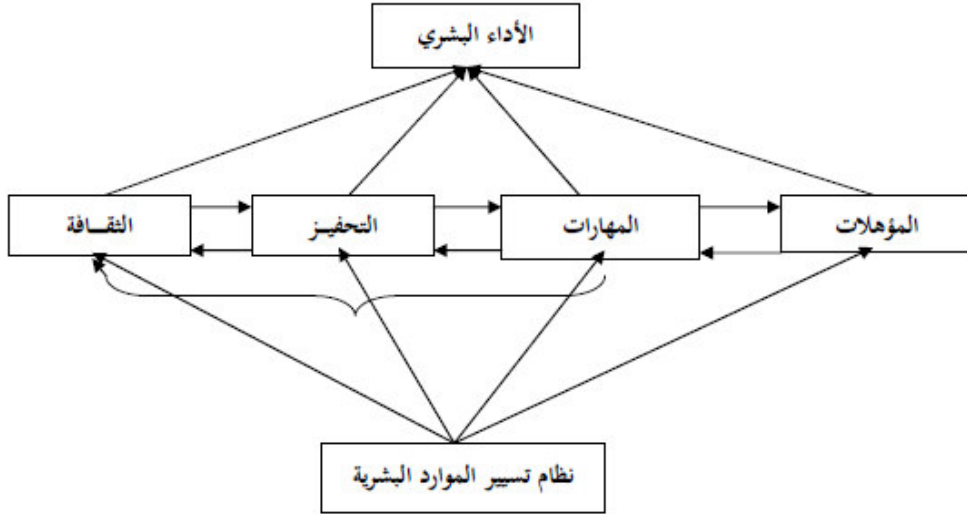 الأداء البشري
المؤهلات
المهارات
التحفيـز
الثقــافة
نظام تسيير الموارد البشرية